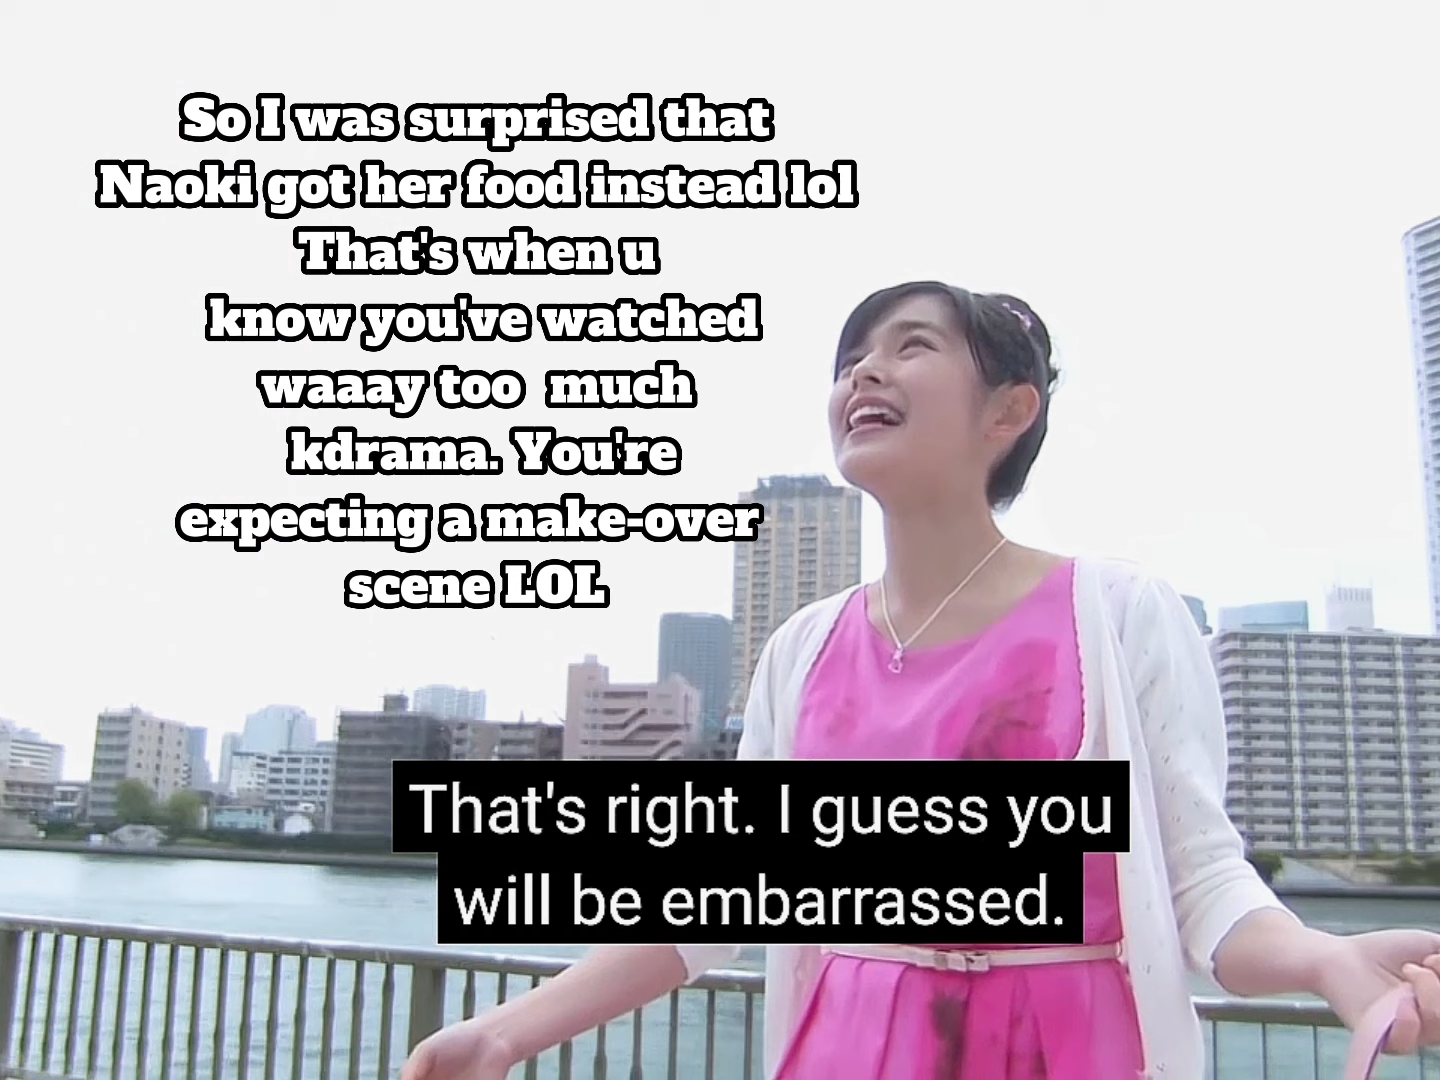 So I was surprised that
Naoki got her food instead lol
That's when u
know you've watched
waaay too  much
kdrama. You're
expecting a make-over
scene LOL
That's right. I guess you
will be embarrassed.